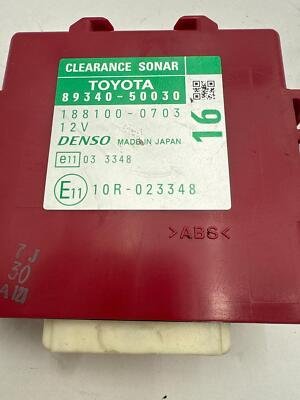 CLEARANCE SONAR
TOYOTA
89340-50030
188100-0703
12V
DENSO MADE IN JAPAN
e11 03 3348
E11 10R-023348
16
>ABS<
7J
30
A121